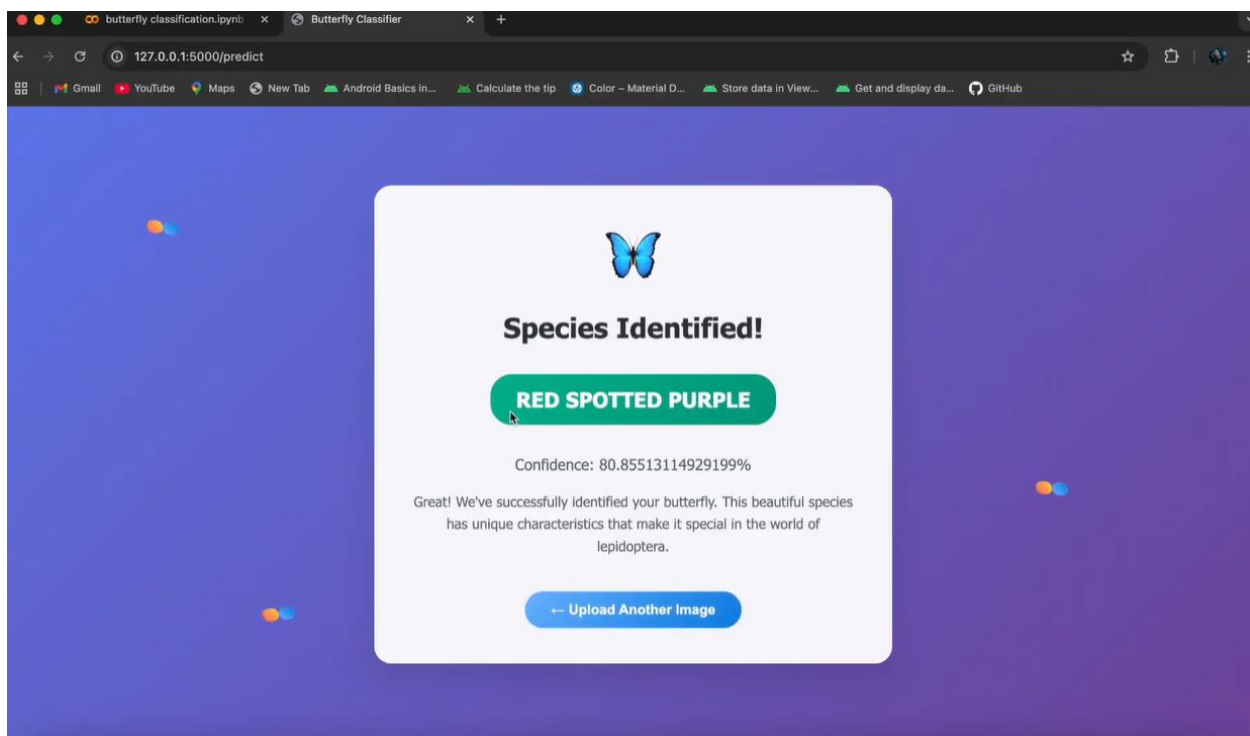 butterfly classification.ipynb
Butterfly Classifier
127.0.0.1:5000/predict
Gmail YouTube Maps New Tab Android Basics in... Calculate the tip Color – Material D... Store data in View... Get and display da... GitHub
Species Identified!
RED SPOTTED PURPLE
Confidence: 80.85513114929199%
Great! We've successfully identified your butterfly. This beautiful species
has unique characteristics that make it special in the world of
lepidoptera.
← Upload Another Image